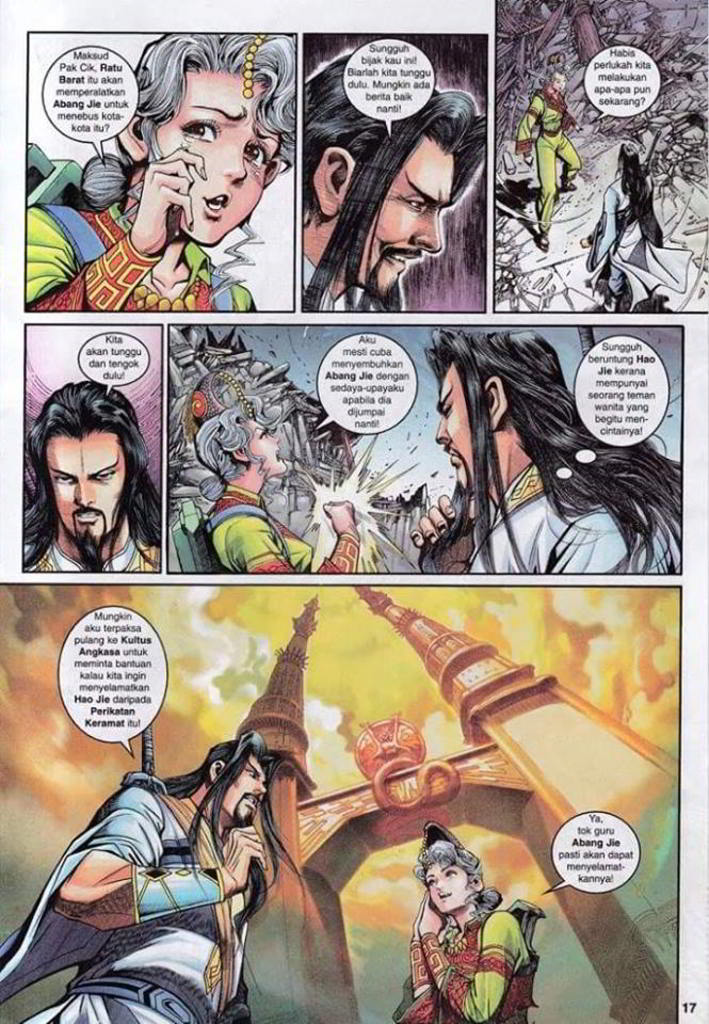 Maksud
Pak Cik, Ratu
Barat itu akan
memperalatkan
Abang Jie untuk
menebus kota-
kota itu?
Sungguh
bijak kau ini!
Biarlah kita tunggu
dulu. Mungkin ada
berita baik
nanti!
Habis
perlukah kita
melakukan
apa-apa pun
sekarang?
Kita
akan tunggu
dan tengok
dulu!
Aku
mesti cuba
menyembuhkan
Abang Jie dengan
sedaya-upayaku
apabila dia
dijumpai
nanti!
Sungguh
beruntung Hao
Jie kerana
mempunyai
seorang teman
wanita yang
begitu men-
cintainya!
Mungkin
aku terpaksa
pulang ke Kultus
Angkasa untuk
meminta bantuan
kalau kita ingin
menyelamatkan
Hao Jie daripada
Perikatan
Keramat itu!
Ya,
tok guru
Abang Jie
pasti akan dapat
menyelamat-
kannya!
17